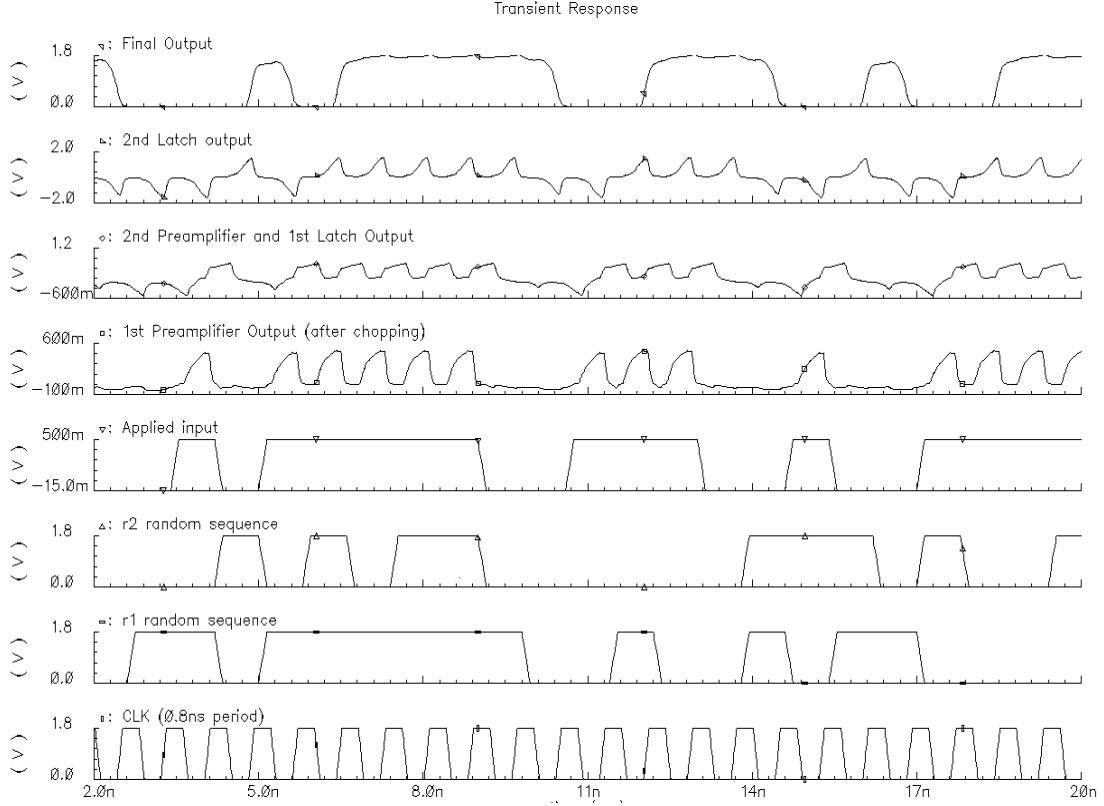 Transient Response
: Final Output
1.8
(V)
0.0
: 2nd Latch output
2.0
(V)
-2.0
: 2nd Preamplifier and 1st Latch Output
1.2
(V)
-600m
: 1st Preamplifier Output (after chopping)
600m
(V)
-100m
: Applied input
500m
(V)
-15.0m
: r2 random sequence
1.8
(V)
0.0
: r1 random sequence
1.8
(V)
0.0
: CLK (0.8ns period)
1.8
(V)
0.0
2.0n 5.0n 8.0n 11n 14n 17n 20n